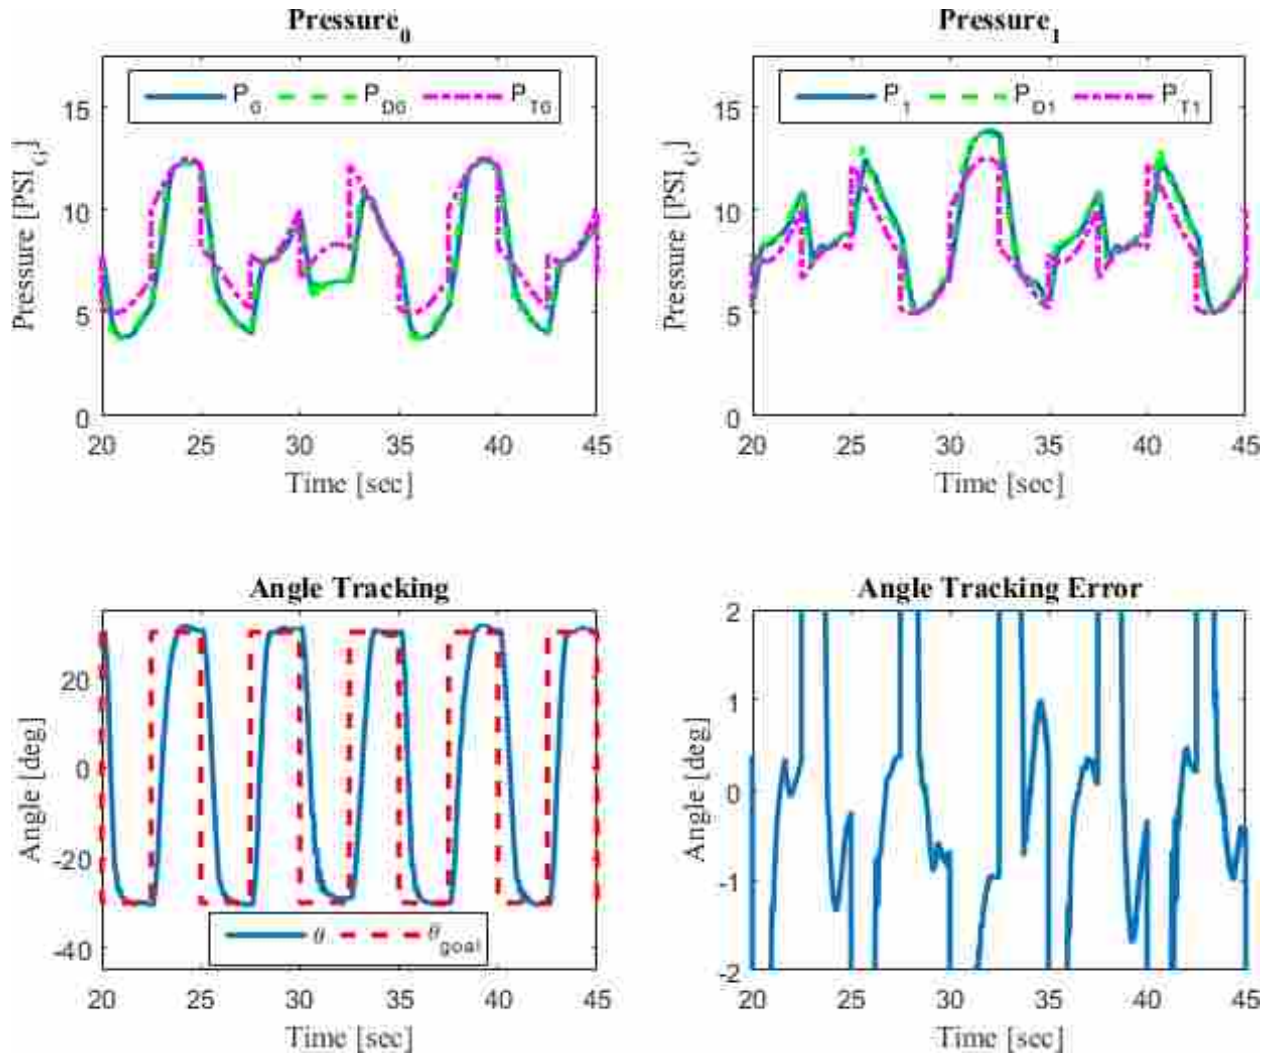 Pressure0
P0 PD0 PT0
15
10
5
0
Pressure [PSIG]
20 25 30 35 40 45
Time [sec]
Pressure1
P1 PD1 PT1
15
10
5
0
Pressure [PSIG]
20 25 30 35 40 45
Time [sec]
Angle Tracking
20
0
-20
-40
Angle [deg]
θ θgoal
20 25 30 35 40 45
Time [sec]
Angle Tracking Error
2
1
0
-1
-2
Angle [deg]
20 25 30 35 40 45
Time [sec]